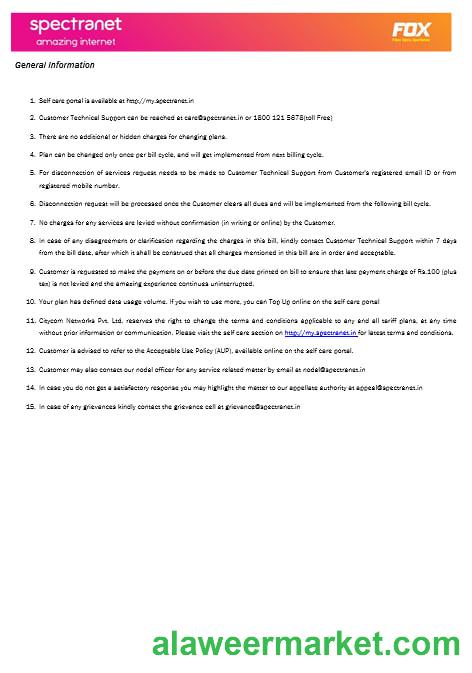 spectranet
amazing internet
FOX
Fiber Optic Xperience
General Information
1. Self care portal is available at http://my.spectranet.in
2. Customer Technical Support can be reached at care@spectranet.in or 1800 121 5678(toll Free)
3. There are no additional or hidden charges for changing plans.
4. Plan can be changed only once per bill cycle, and will get implemented from next billing cycle.
5. For disconnection of services request needs to be made to Customer Technical Support from Customer's registered email ID or from
registered mobile number.
6. Disconnection request will be processed once the Customer clears all dues and will be implemented from the following bill cycle.
7. No charges for any services are levied without confirmation (in writing or online) by the Customer.
8. In case of any disagreement or clarification regarding the charges in this bill, kindly contact Customer Technical Support within 7 days
from the bill date, after which it shall be construed that all charges mentioned in this bill are in order and acceptable.
9. Customer is requested to make the payment on or before the due date printed on bill to ensure that late payment charge of Rs.100 (plus
tax) is not levied and the amazing experience continues uninterrupted.
10. Your plan has defined data usage volume. If you wish to use more, you can Top Up online on the self care portal
11. Citycom Networks Pvt. Ltd. reserves the right to change the terms and conditions applicable to any and all tariff plans, at any time
without prior information or communication. Please visit the self care section on http://my.spectranet.in for latest terms and conditions.
12. Customer is advised to refer to the Acceptable Use Policy (AUP), available online on the self care portal.
13. Customer may also contact our nodal officer for any service related matter by email at nodal@spectranet.in
14. In case you do not get a satisfactory response you may highlight the matter to our appellate authority at appeal@spectranet.in
15. In case of any grievances kindly contact the grievance cell at grievance@spectranet.in
alaweermarket.com